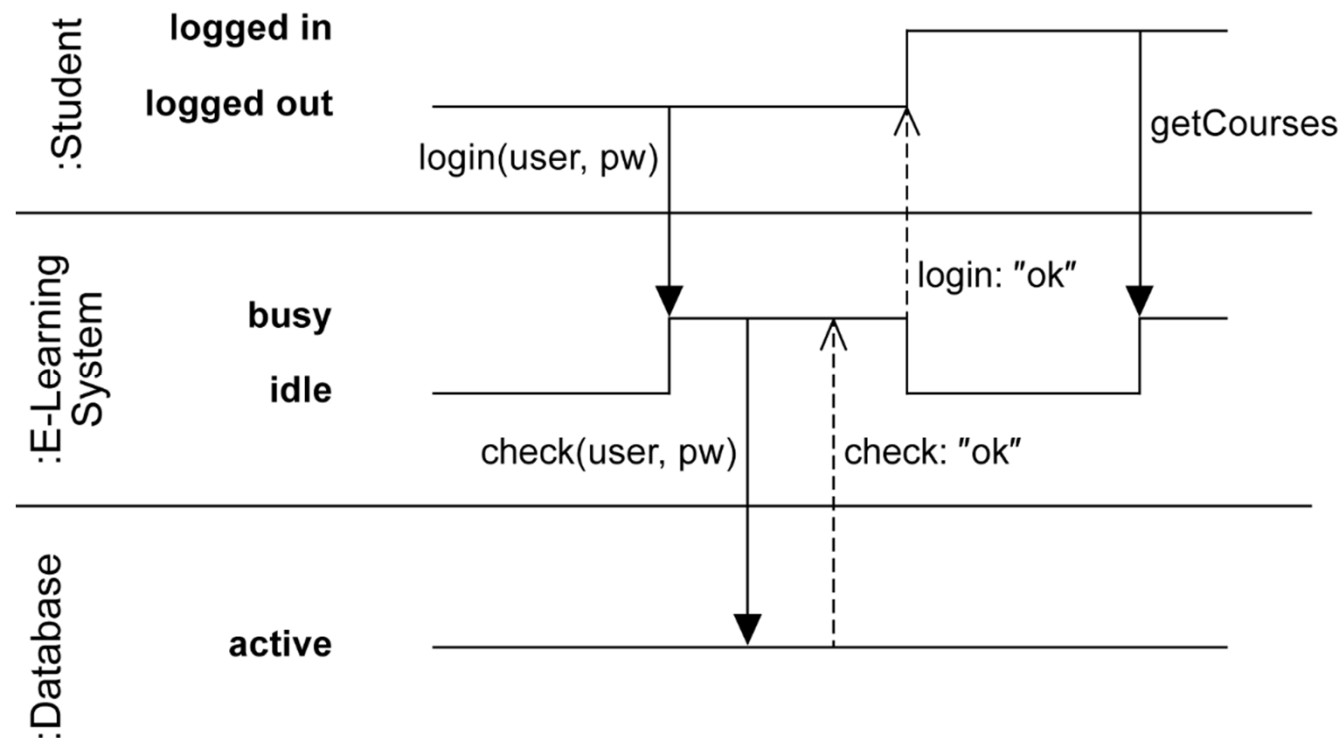 :Student
logged in
logged out
login(user, pw)
getCourses
:E-Learning
System
busy
idle
login: "ok"
check(user, pw)
check: "ok"
:Database
active